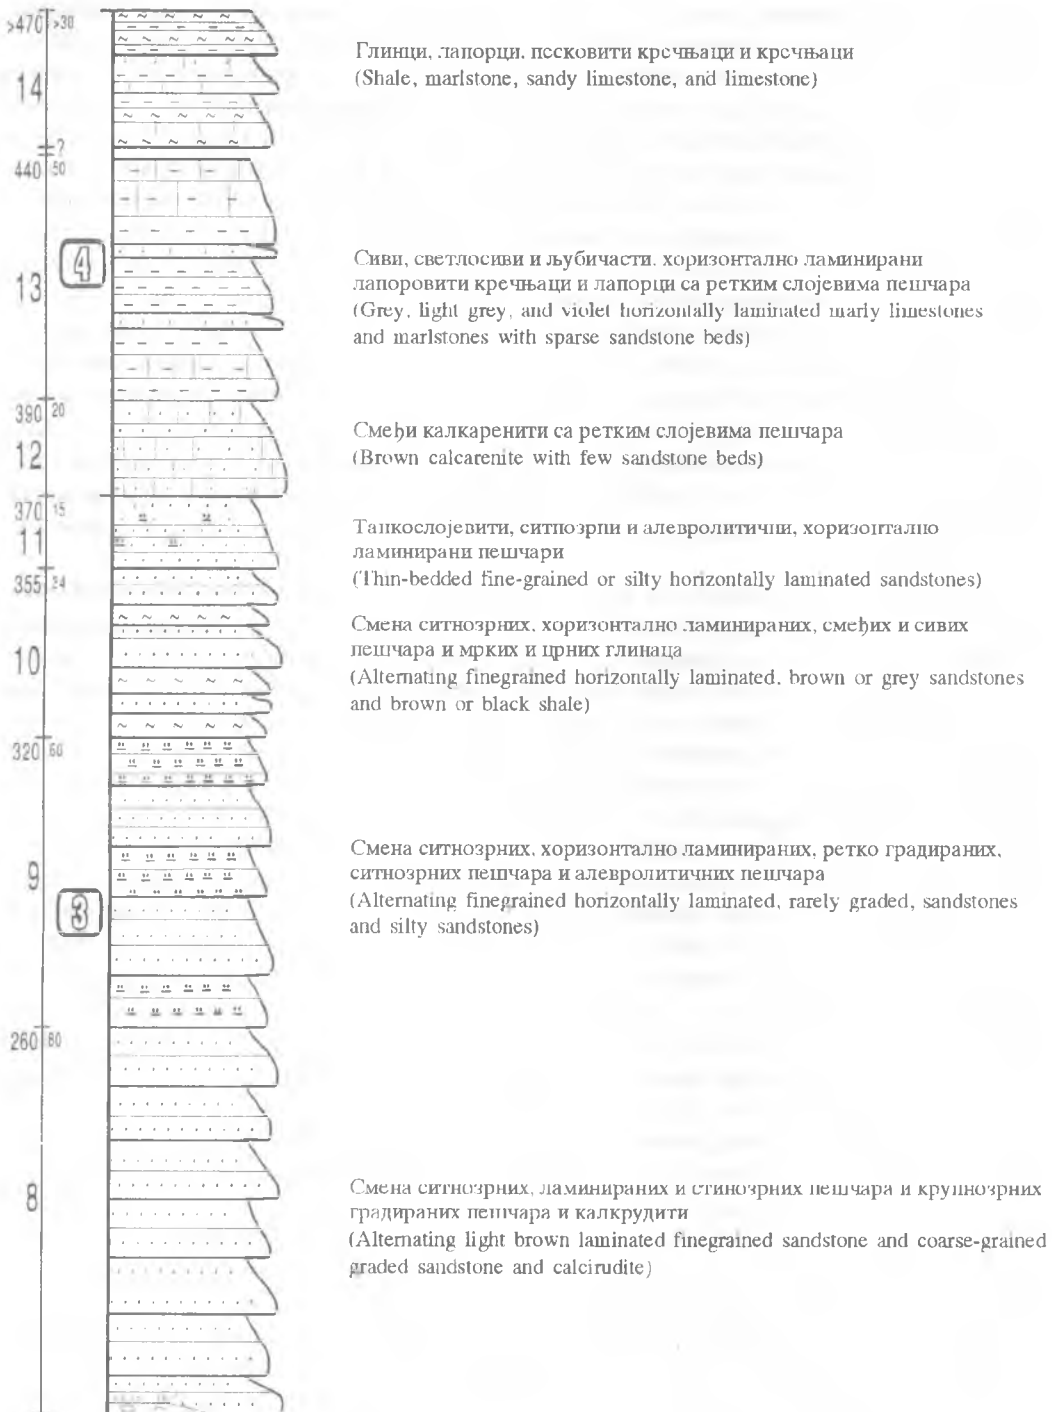 >470 >30
Глинци, лапорци, песковити кречњаци и кречњаци
(Shale, marlstone, sandy limestone, and limestone)
14
?
440 50
4
13
Сиви, светлосиви и љубичасти, хоризонтално ламинирани
лапоровити кречњаци и лапорци са ретким слојевима пешчара
(Grey, light grey, and violet horizontally laminated marly limestones
and marlstones with sparse sandstone beds)
390 20
12
Смеђи калкаренити са ретким слојевима пешчара
(Brown calcarenite with few sandstone beds)
370 15
11
Танкослојевити, ситнозрни и алевролитични, хоризонтално
ламинирани пешчари
(Thin-bedded fine-grained or silty horizontally laminated sandstones)
355 24
10
Смена ситнозрних, хоризонтално ламинираних, смеђих и сивих
пешчара и мрких и црних глинаца
(Alternating finegrained horizontally laminated, brown or grey sandstones
and brown or black shale)
320 60
9
3
Смена ситнозрних, хоризонтално ламинираних, ретко градираних,
ситнозрних пешчара и алевролитичних пешчара
(Alternating finegrained horizontally laminated, rarely graded, sandstones
and silty sandstones)
260 80
8
Смена ситнозрних, ламинираних и стинозрних пешчара и крупнозрних
градираних пешчара и калкрудити
(Alternating light brown laminated finegrained sandstone and coarse-grained
graded sandstone and calcirudite)